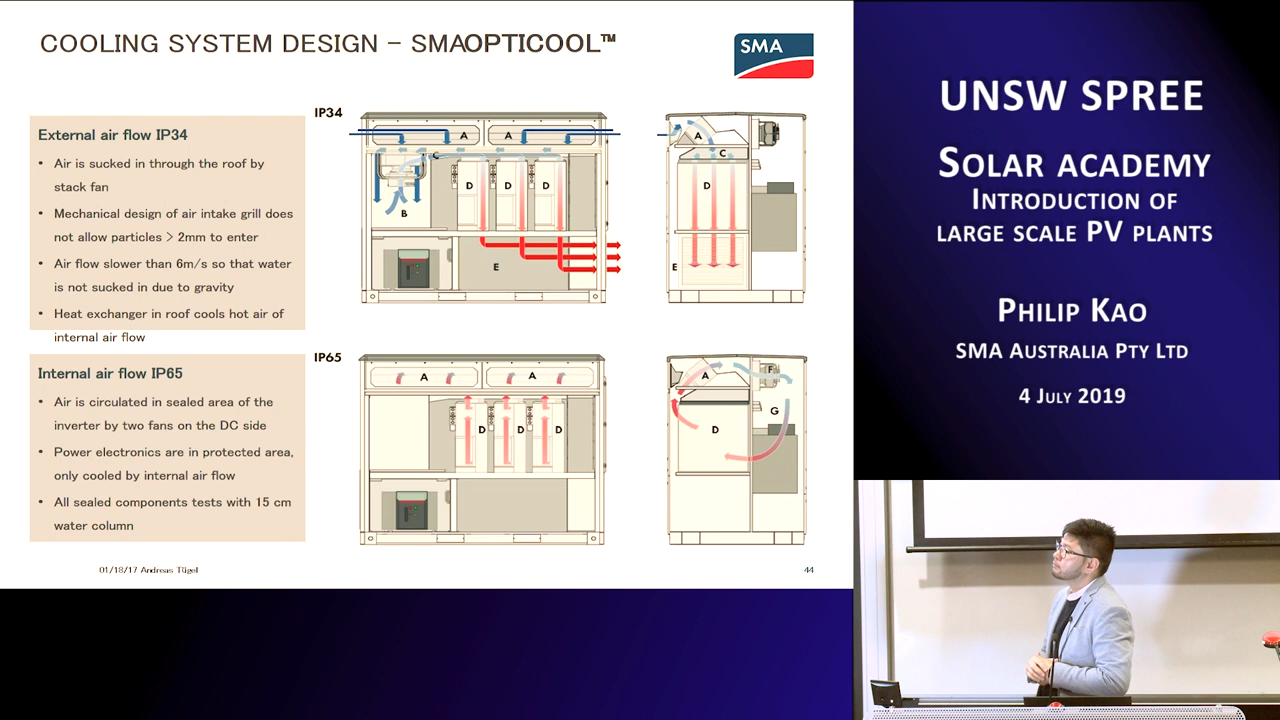 COOLING SYSTEM DESIGN – SMAOPTICOOL™
SMA
External air flow IP34
• Air is sucked in through the roof by
stack fan
• Mechanical design of air intake grill does
not allow particles > 2mm to enter
• Air flow slower than 6m/s so that water
is not sucked in due to gravity
• Heat exchanger in roof cools hot air of
internal air flow
IP34
A A
C
D D D
B
E
A
C
D
E
Internal air flow IP65
• Air is circulated in sealed area of the
inverter by two fans on the DC side
• Power electronics are in protected area,
only cooled by internal air flow
• All sealed components tests with 15 cm
water column
IP65
A A
D D D
A F
G
D
01/18/17 Andreas Tügel
44
UNSW SPREE
SOLAR ACADEMY
INTRODUCTION OF
LARGE SCALE PV PLANTS
PHILIP KAO
SMA AUSTRALIA PTY LTD
4 JULY 2019